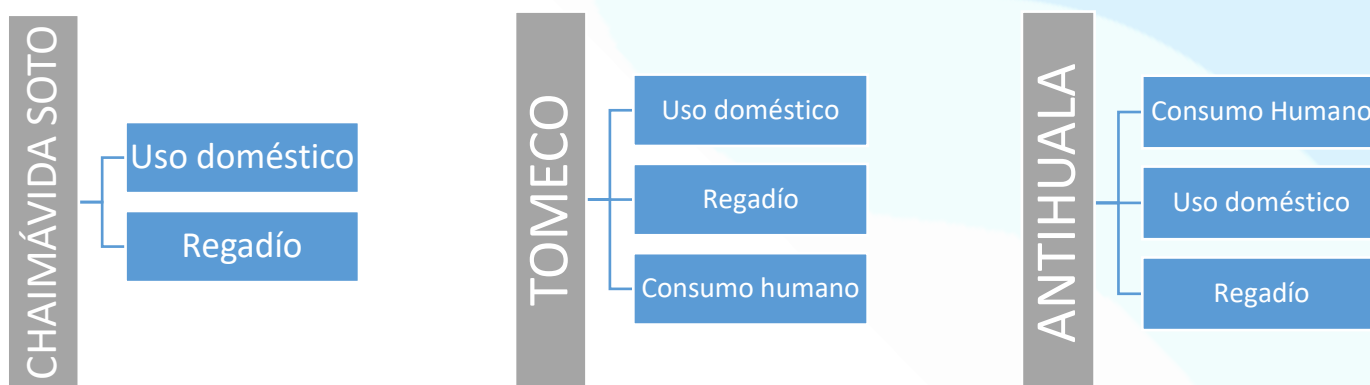 CHAIMÁVIDA SOTO
Uso doméstico
Regadío
TOMECO
Uso doméstico
Regadío
Consumo humano
ANTIHUALA
Consumo Humano
Uso doméstico
Regadío